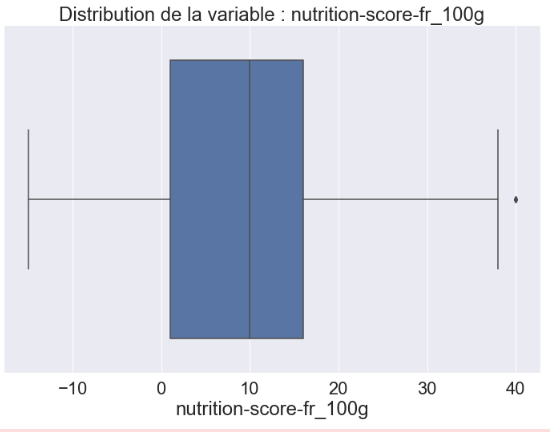 Distribution de la variable : nutrition-score-fr_100g
−10 0 10 20 30 40
nutrition-score-fr_100g